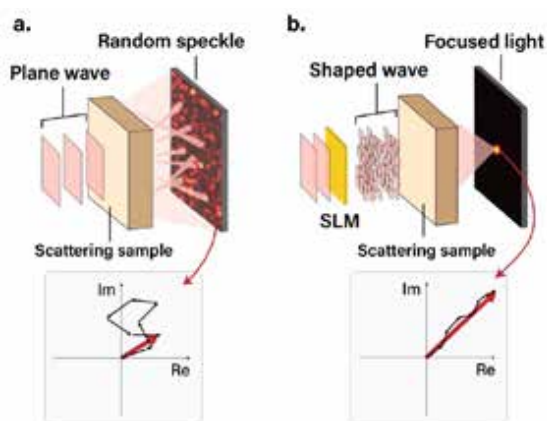 a.
Random speckle
Plane wave
Scattering sample
Im
Re
b.
Focused light
Shaped wave
SLM
Scattering sample
Im
Re